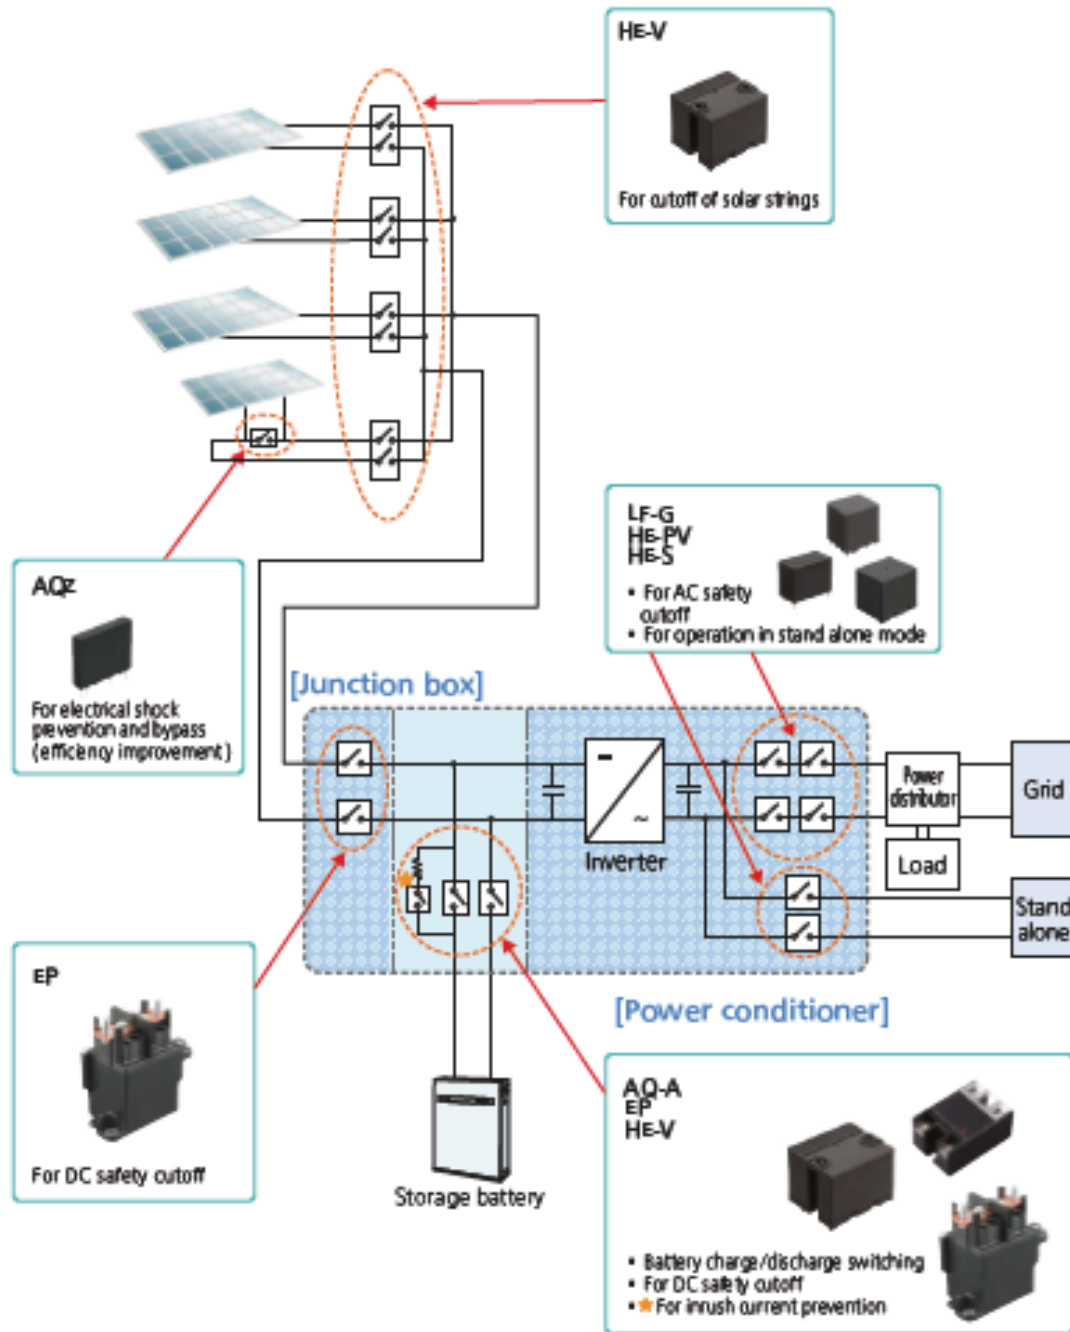 HE-V
For cutoff of solar strings
LF-G
HE-PV
HE-S
• For AC safety
cutoff
• For operation in stand alone mode
AQZ
For electrical shock
prevention and bypass
(efficiency improvement)
[Junction box]
Power
distributor
Grid
Inverter
Load
Stand
alone
EP
For DC safety cutoff
[Power conditioner]
Storage battery
AQ-A
EP
HE-V
• Battery charge/discharge switching
• For DC safety cutoff
• ★ For inrush current prevention